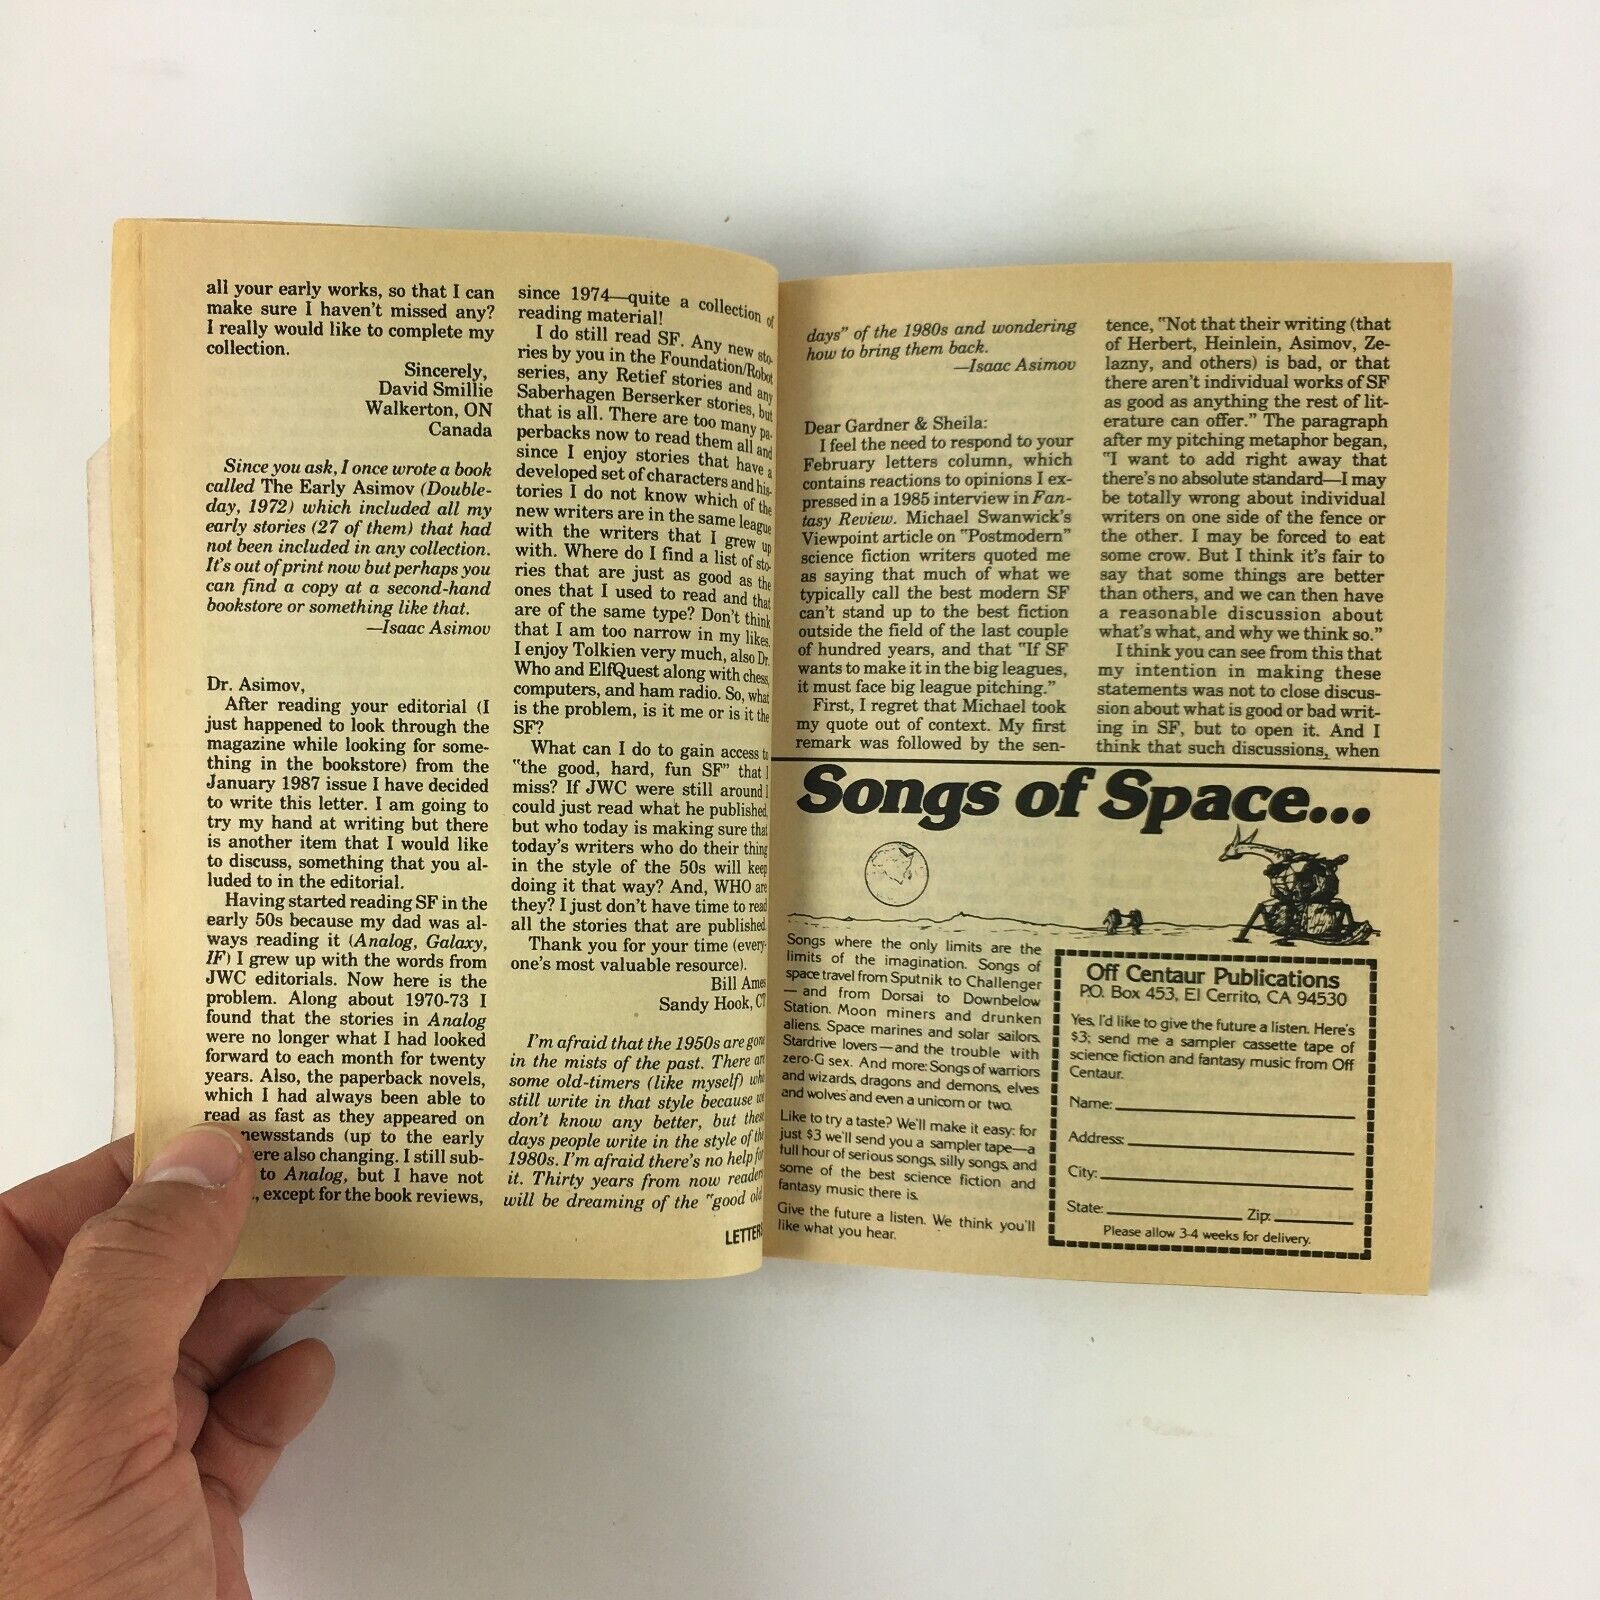 all your early works, so that I can
make sure I haven't missed any?
I really would like to complete my
collection.
Sincerely,
David Smillie
Walkerton, ON
Canada
Since you ask, I once wrote a book
called The Early Asimov (Double-
day, 1972) which included all my
early stories (27 of them) that had
not been included in any collection.
It's out of print now but perhaps you
can find a copy at a second-hand
bookstore or something like that.
—Isaac Asimov
Dr. Asimov,
After reading your editorial (I
just happened to look through the
magazine while looking for some-
thing in the bookstore) from the
January 1987 issue I have decided
to write this letter. I am going to
try my hand at writing but there
is another item that I would like
to discuss, something that you al-
luded to in the editorial.
Having started reading SF in the
early 50s because my dad was al-
ways reading it (Analog, Galaxy,
IF) I grew up with the words from
JWC editorials. Now here is the
problem. Along about 1970-73 I
found that the stories in Analog
were no longer what I had looked
forward to each month for twenty
years. Also, the paperback novels,
which I had always been able to
read as fast as they appeared on
newsstands (up to the early
were also changing. I still sub-
to Analog, but I have not
, except for the book reviews,
since 1974—quite a collection of
reading material!
I do still read SF. Any new sto-
ries by you in the Foundation/Robot
series, any Retief stories and any
Saberhagen Berserker stories, but
that is all. There are too many pa-
perbacks now to read them all and
since I enjoy stories that have a
developed set of characters and his-
tories I do not know which of the
new writers are in the same league
with the writers that I grew up
with. Where do I find a list of sto-
ries that are just as good as the
ones that I used to read and that
are of the same type? Don't think
that I am too narrow in my likes.
I enjoy Tolkien very much, also Dr.
Who and ElfQuest along with chess,
computers, and ham radio. So, what
is the problem, is it me or is it the
SF?
What can I do to gain access to
"the good, hard, fun SF" that I
miss? If JWC were still around I
could just read what he published,
but who today is making sure that
today's writers who do their thing
in the style of the 50s will keep
doing it that way? And, WHO are
they? I just don't have time to read
all the stories that are published.
Thank you for your time (every-
one's most valuable resource).
Bill Ames
Sandy Hook, CT
I'm afraid that the 1950s are gone
in the mists of the past. There are
some old-timers (like myself) who
still write in that style because we
don't know any better, but these
days people write in the style of the
1980s. I'm afraid there's no help for
it. Thirty years from now readers
will be dreaming of the "good old
LETTERS
days" of the 1980s and wondering
how to bring them back.
—Isaac Asimov
Dear Gardner & Sheila:
I feel the need to respond to your
February letters column, which
contains reactions to opinions I ex-
pressed in a 1985 interview in Fan-
tasy Review. Michael Swanwick's
Viewpoint article on "Postmodern"
science fiction writers quoted me
as saying that much of what we
typically call the best modern SF
can't stand up to the best fiction
outside the field of the last couple
of hundred years, and that "If SF
wants to make it in the big leagues,
it must face big league pitching."
First, I regret that Michael took
my quote out of context. My first
remark was followed by the sen-
tence, "Not that their writing (that
of Herbert, Heinlein, Asimov, Ze-
lazny, and others) is bad, or that
there aren't individual works of SF
as good as anything the rest of lit-
erature can offer." The paragraph
after my pitching metaphor began,
"I want to add right away that
there's no absolute standard—I may
be totally wrong about individual
writers on one side of the fence or
the other. I may be forced to eat
some crow. But I think it's fair to
say that some things are better
than others, and we can then have
a reasonable discussion about
what's what, and why we think so."
I think you can see from this that
my intention in making these
statements was not to close discus-
sion about what is good or bad writ-
ing in SF, but to open it. And I
think that such discussions, when
Songs of Space...
Songs where the only limits are the
limits of the imagination. Songs of
space travel from Sputnik to Challenger
—and from Dorsai to Downbelow
Station. Moon miners and drunken
aliens. Space marines and solar sailors.
Stardrive lovers—and the trouble with
zero-G sex. And more: Songs of warriors
and wizards, dragons and demons, elves
and wolves and even a unicorn or two.
Like to try a taste? We'll make it easy: for
just $3 we'll send you a sampler tape—a
full hour of serious songs, silly songs, and
some of the best science fiction and
fantasy music there is.
Give the future a listen. We think you'll
like what you hear.
Off Centaur Publications
P.O. Box 453, El Cerrito, CA 94530
Yes, I'd like to give the future a listen. Here's
$3; send me a sampler cassette tape of
science fiction and fantasy music from Off
Centaur.
Name:
Address:
City:
State: Zip:
Please allow 3-4 weeks for delivery.